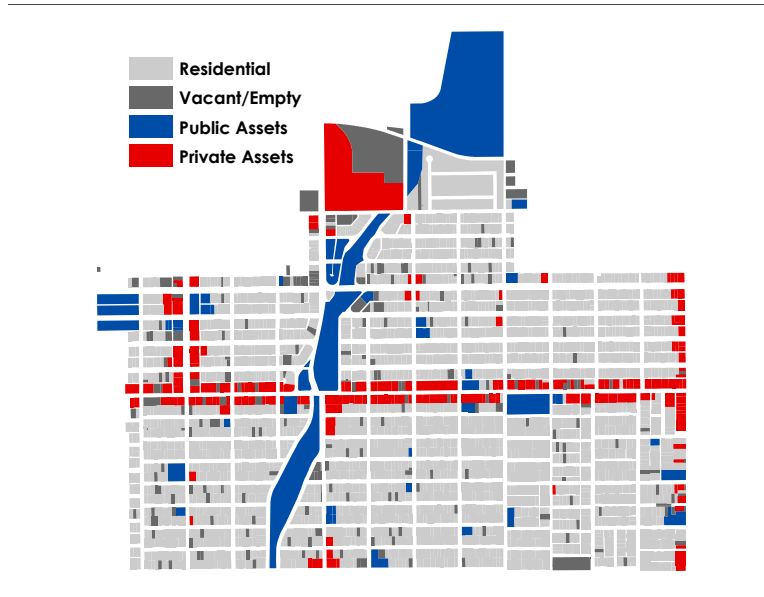 Residential
Vacant/Empty
Public Assets
Private Assets